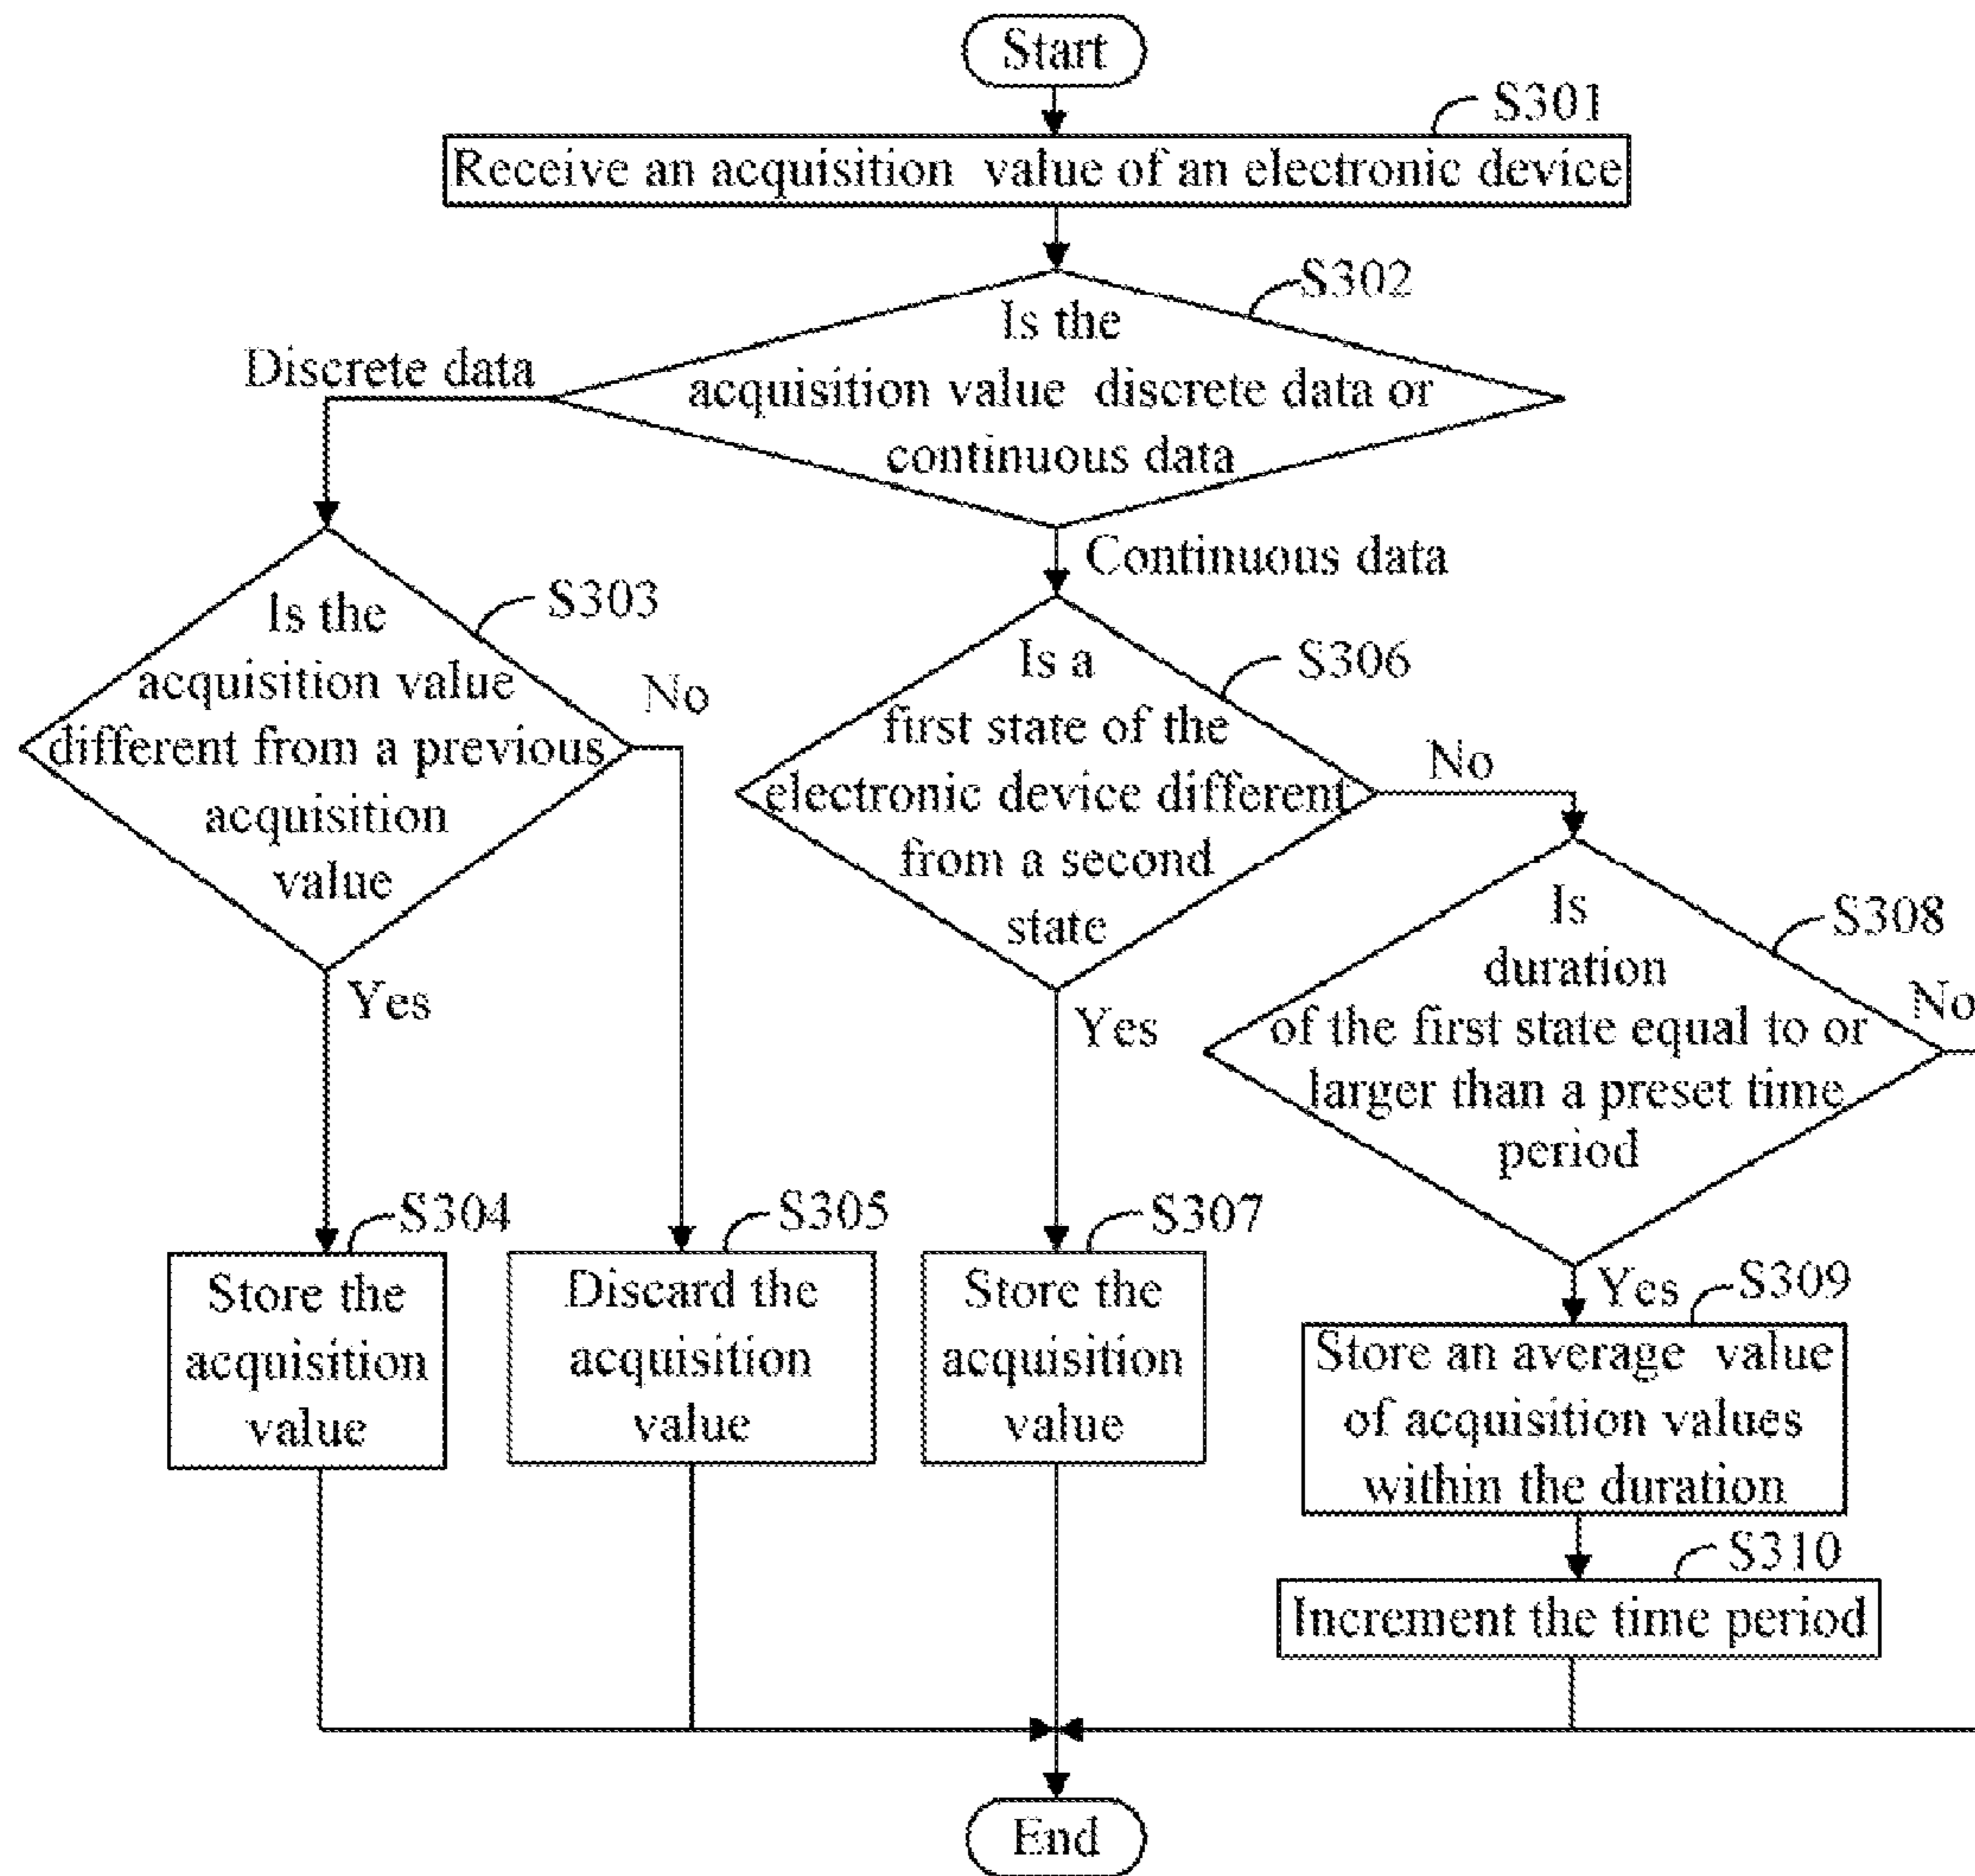 Start
S301
Receive an acquisition value of an electronic device
S302
Is the
acquisition value discrete data or
continuous data
Discrete data
Continuous data
S303
Is the
acquisition value
different from a previous
acquisition
value
No
Yes
S306
Is a
first state of the
electronic device different
from a second
state
No
Yes
S308
Is
duration
of the first state equal to or
larger than a preset time
period
No
Yes
S304
Store the
acquisition
value
S305
Discard the
acquisition
value
S307
Store the
acquisition
value
S309
Store an average value
of acquisition values
within the duration
S310
Increment the time period
End